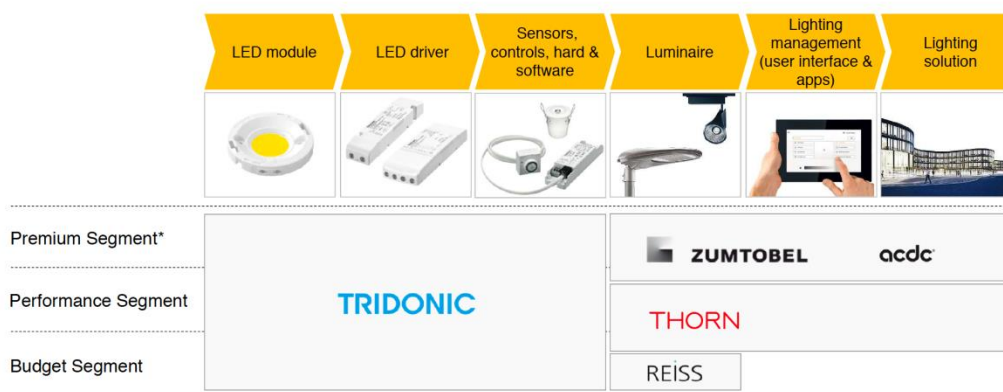 LED module
LED driver
Sensors,
controls, hard &
software
Luminaire
Lighting
management
(user interface &
apps)
Lighting
solution
Premium Segment*
ZUMTOBEL
acdc
Performance Segment
TRIDONIC
THORN
Budget Segment
REISS